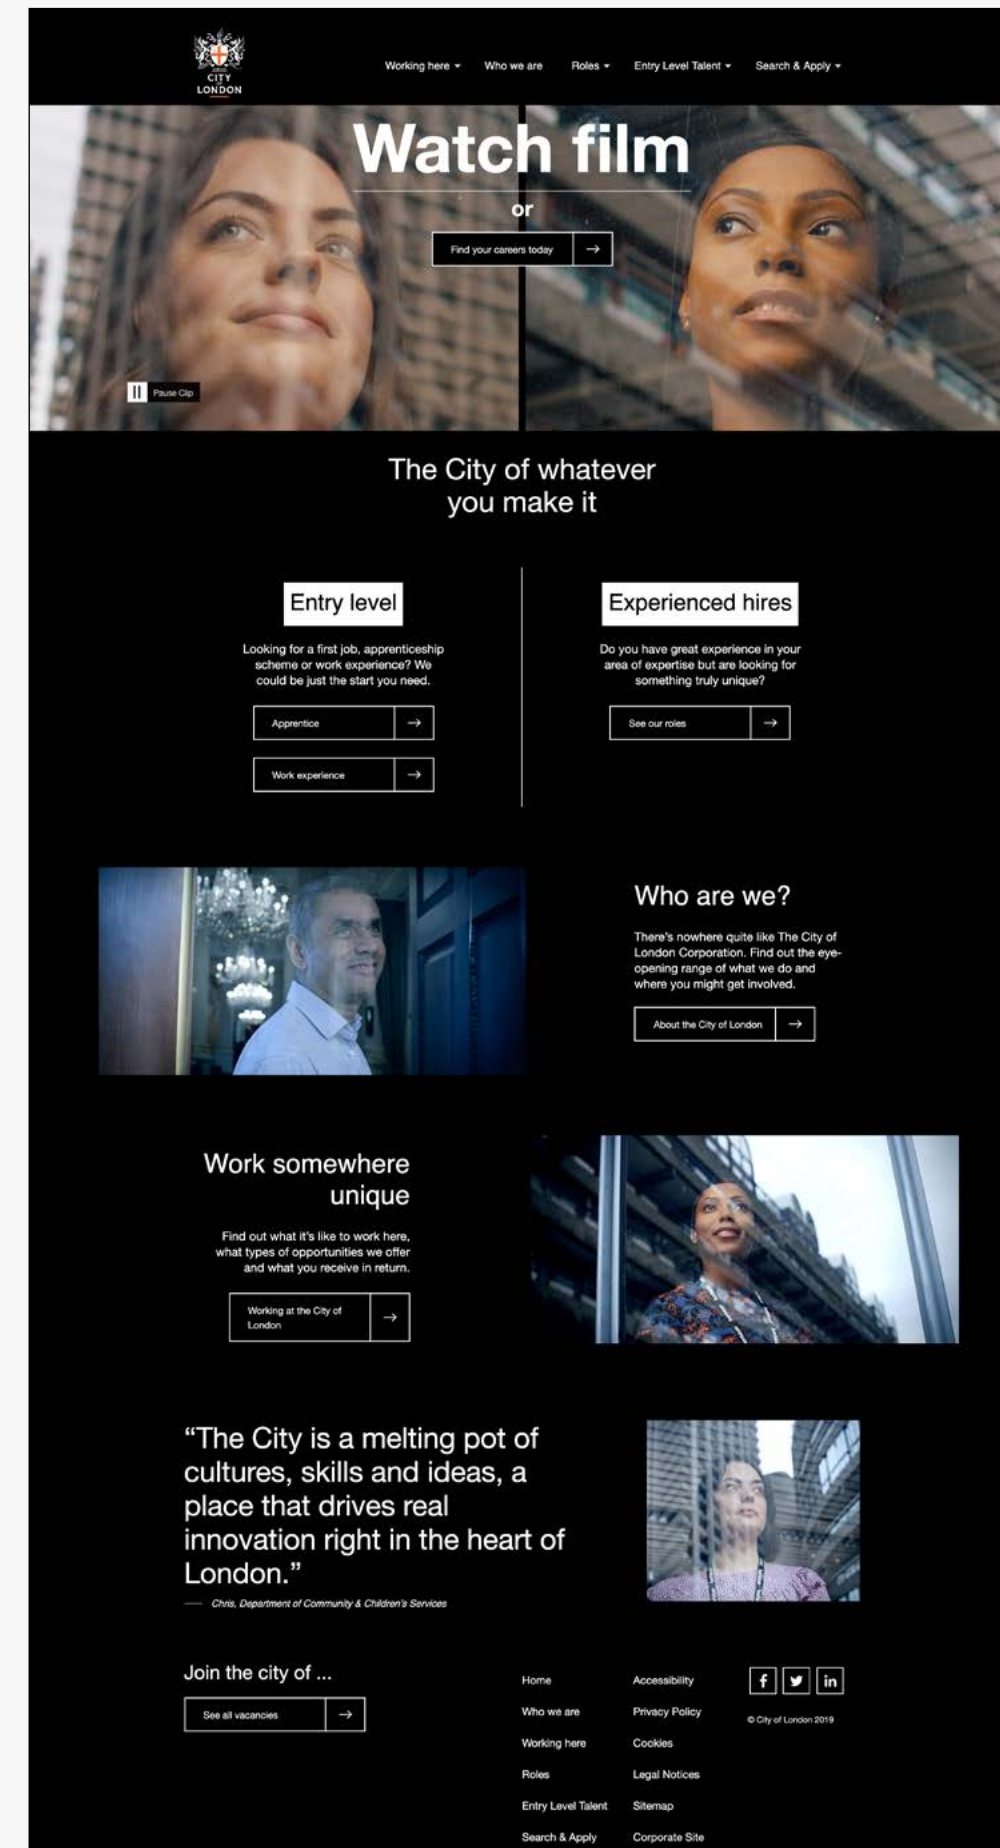 CITY
LONDON
Working here
Who we are
Roles
Entry Level Talent
Search & Apply
Watch film
or
Find your careers today
Pause Clip
The City of whatever
you make it
Entry level
Looking for a first job, apprenticeship
scheme or work experience? We
could be just the start you need.
Apprentice
Work experience
Experienced hires
Do you have great experience in your
area of expertise but are looking for
something truly unique?
See our roles
Who are we?
There's nowhere quite like The City of
London Corporation. Find out the eye-
opening range of what we do and
where you might get involved.
About the City of London
Work somewhere
unique
Find out what it's like to work here,
what types of opportunities we offer
and what you receive in return.
Working at the City of
London
“The City is a melting pot of
cultures, skills and ideas, a
place that drives real
innovation right in the heart of
London.”
Chris, Department of Community & Children's Services
Join the city of ...
See all vacancies
Home
Who we are
Working here
Roles
Entry Level Talent
Search & Apply
Accessibility
Privacy Policy
Cookies
Legal Notices
Sitemap
Corporate Site
f
in
© City of London 2019